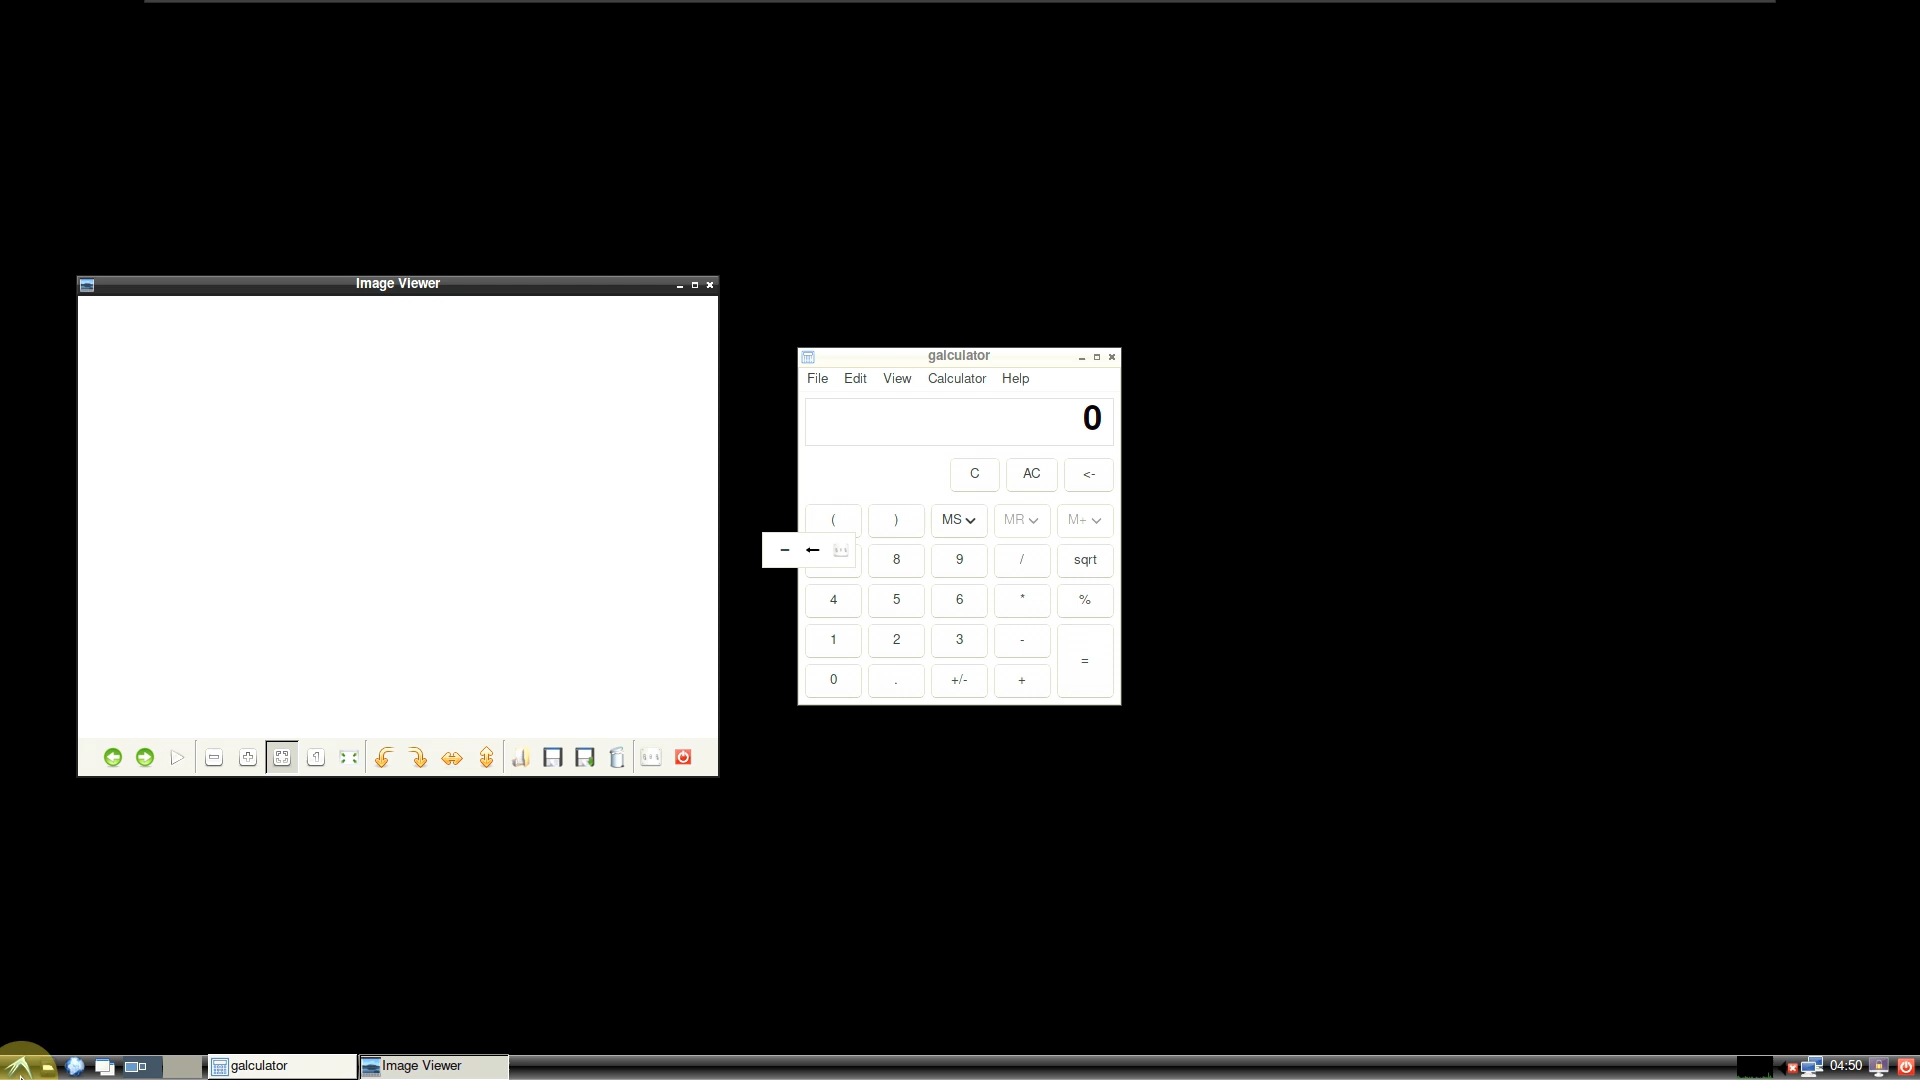 Image Viewer
galculator
File Edit View Calculator Help
0
C AC <-
( ) MS MR M+
8 9 / sqrt
4 5 6 * %
1 2 3 -
=
0 . +/- +
galculator Image Viewer 04:50